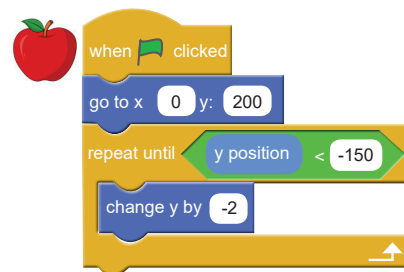 when clicked
go to x 0 y: 200
repeat until y position < -150
change y by -2